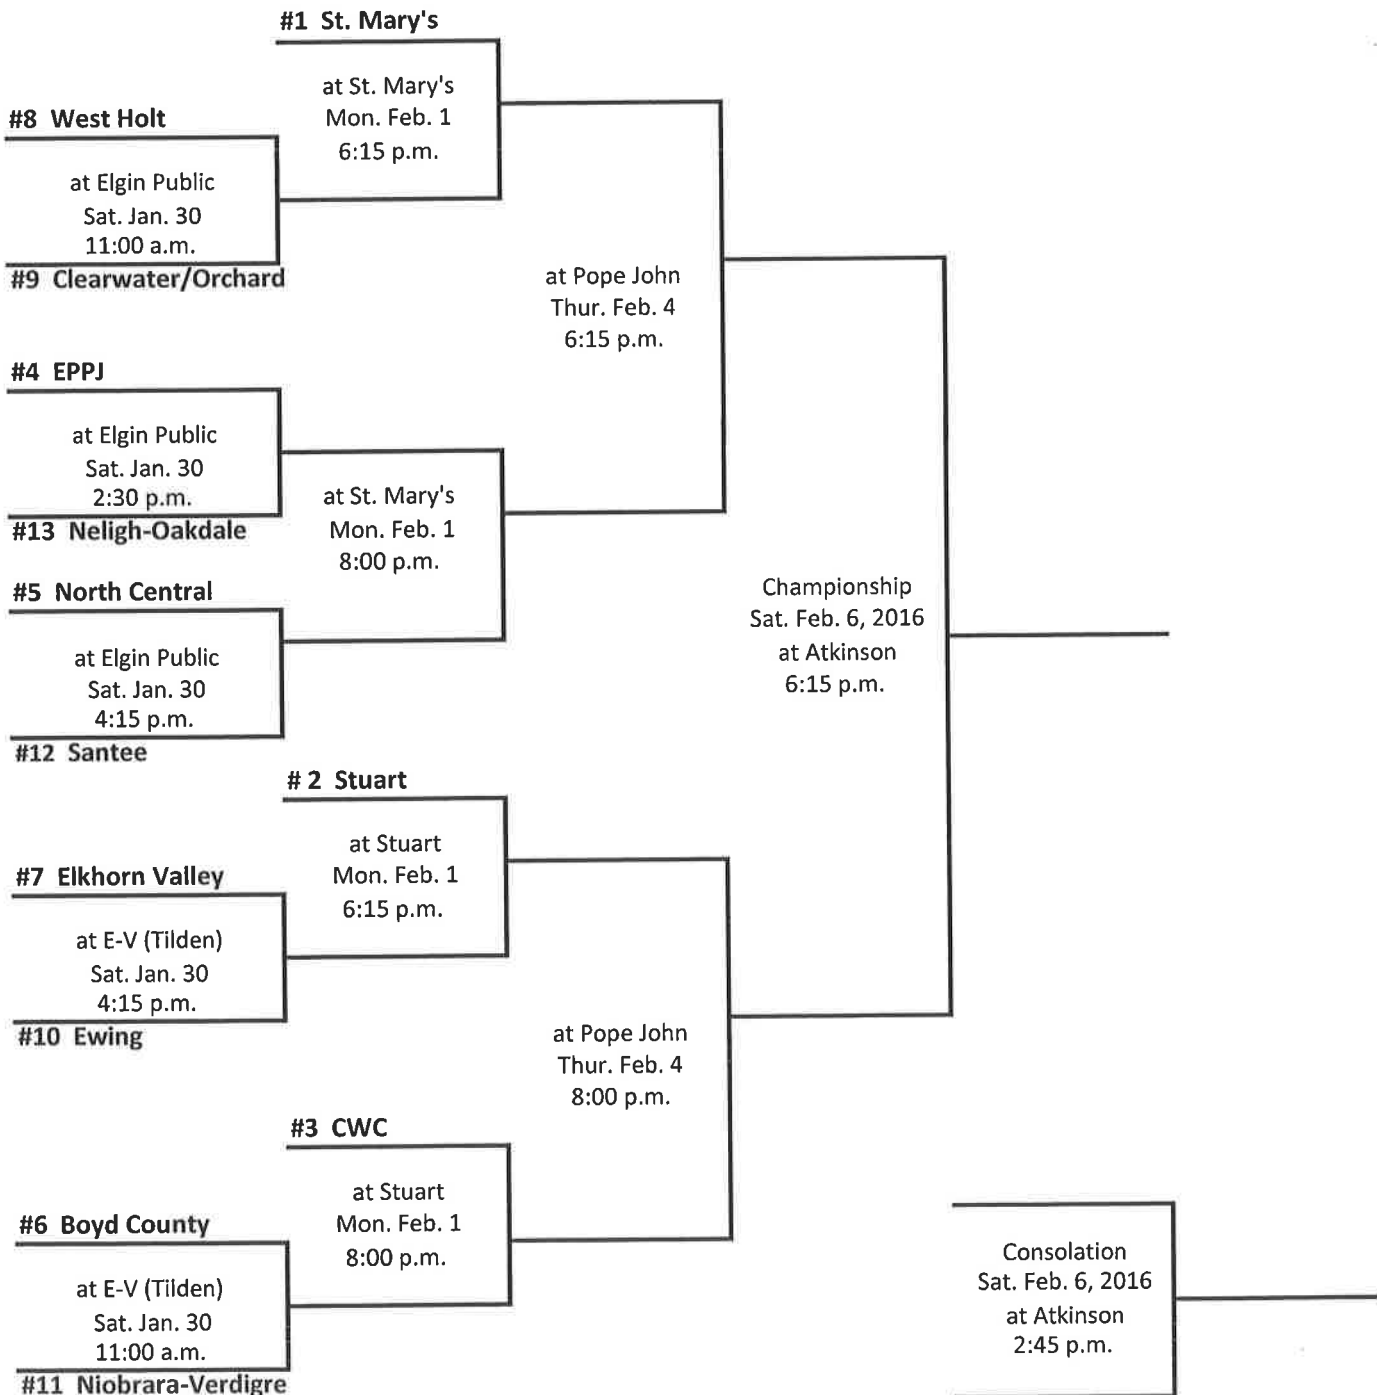 #1 St. Mary's
at St. Mary's
Mon. Feb. 1
6:15 p.m.
#8 West Holt
at Elgin Public
Sat. Jan. 30
11:00 a.m.
#9 Clearwater/Orchard
at Pope John
Thur. Feb. 4
6:15 p.m.
#4 EPPJ
at Elgin Public
Sat. Jan. 30
2:30 p.m.
#13 Neligh-Oakdale
at St. Mary's
Mon. Feb. 1
8:00 p.m.
#5 North Central
at Elgin Public
Sat. Jan. 30
4:15 p.m.
#12 Santee
Championship
Sat. Feb. 6, 2016
at Atkinson
6:15 p.m.
# 2 Stuart
at Stuart
Mon. Feb. 1
6:15 p.m.
#7 Elkhorn Valley
at E-V (Tilden)
Sat. Jan. 30
4:15 p.m.
#10 Ewing
at Pope John
Thur. Feb. 4
8:00 p.m.
#3 CWC
at Stuart
Mon. Feb. 1
8:00 p.m.
#6 Boyd County
at E-V (Tilden)
Sat. Jan. 30
11:00 a.m.
#11 Niobrara-Verdigre
Consolation
Sat. Feb. 6, 2016
at Atkinson
2:45 p.m.